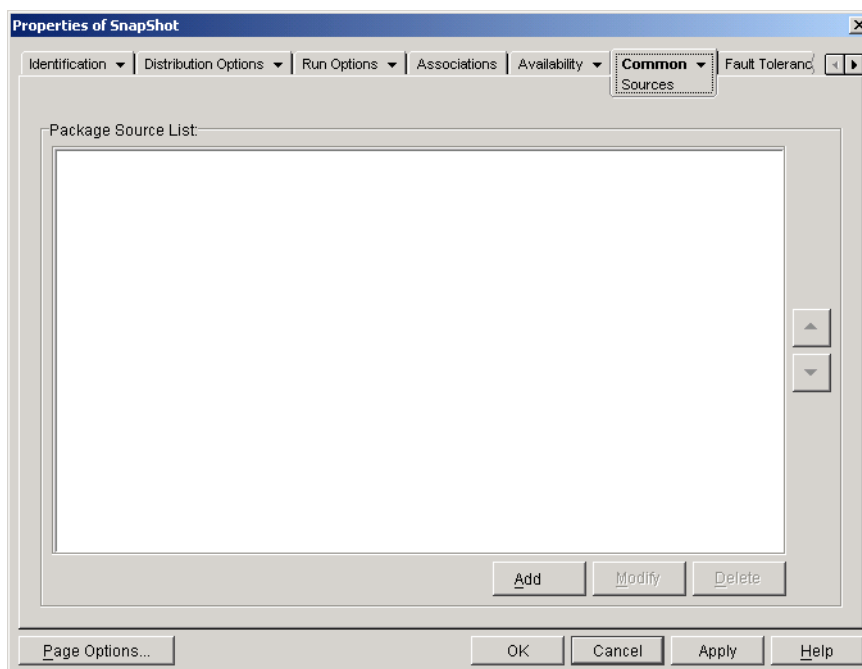 Properties of SnapShot
Identification Distribution Options Run Options Associations Availability Common Fault Toleranc
Sources
Package Source List:
Add Modify Delete
Page Options... OK Cancel Apply Help